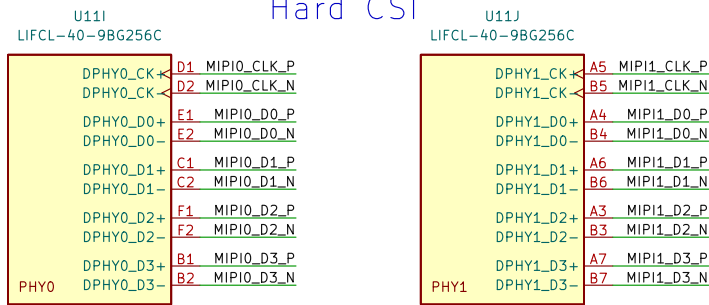 Hard CSI
U11I
LIFCL-40-9BG256C
DPHY0_CK+ D1 MIPI0_CLK_P
DPHY0_CK- D2 MIPI0_CLK_N
DPHY0_D0+ E1 MIPI0_D0_P
DPHY0_D0- E2 MIPI0_D0_N
DPHY0_D1+ C1 MIPI0_D1_P
DPHY0_D1- C2 MIPI0_D1_N
DPHY0_D2+ F1 MIPI0_D2_P
DPHY0_D2- F2 MIPI0_D2_N
DPHY0_D3+ B1 MIPI0_D3_P
PHY0 DPHY0_D3- B2 MIPI0_D3_N
U11J
LIFCL-40-9BG256C
DPHY1_CK+ A5 MIPI1_CLK_P
DPHY1_CK- B5 MIPI1_CLK_N
DPHY1_D0+ A4 MIPI1_D0_P
DPHY1_D0- B4 MIPI1_D0_N
DPHY1_D1+ A6 MIPI1_D1_P
DPHY1_D1- B6 MIPI1_D1_N
DPHY1_D2+ A3 MIPI1_D2_P
DPHY1_D2- B3 MIPI1_D2_N
DPHY1_D3+ A7 MIPI1_D3_P
PHY1 DPHY1_D3- B7 MIPI1_D3_N